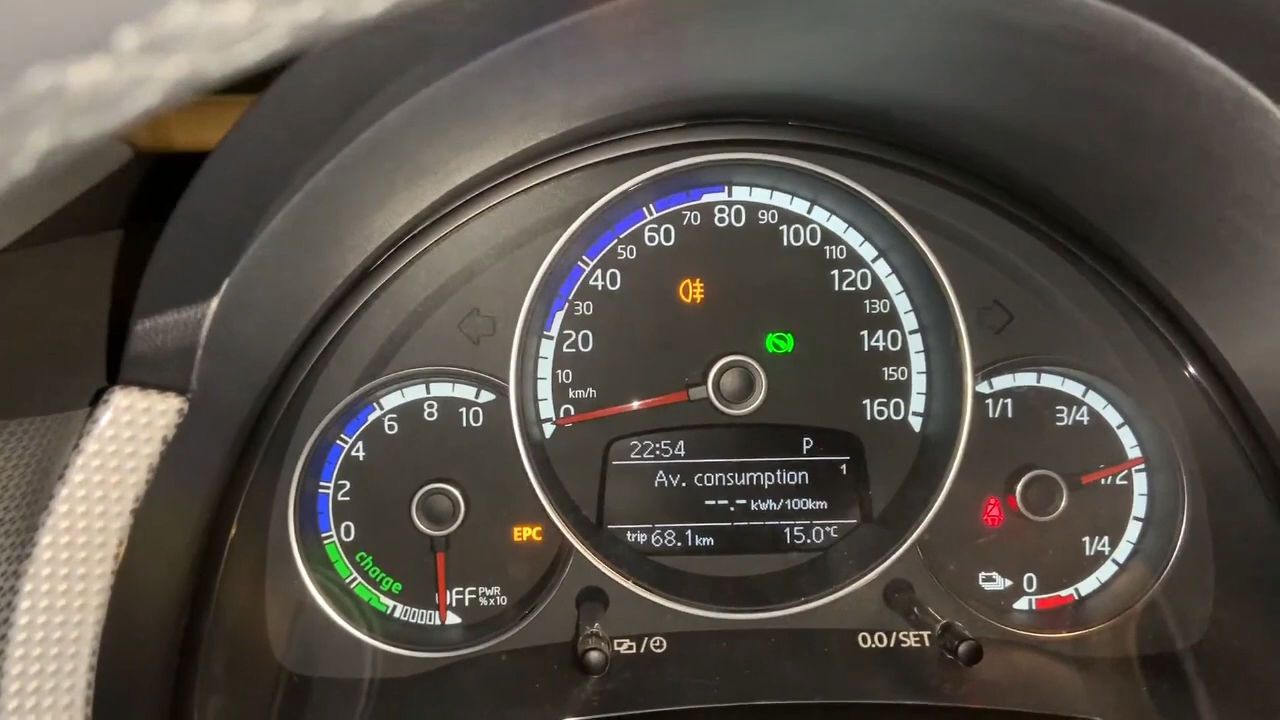 0 10 20 30 40 50 60 70 80 90 100 110 120 130 140 150 160
km/h
22:54 P
Av. consumption 1
--.- kWh/100km
trip 68.1 km 15.0°C
0 2 4 6 8 10
charge
OFF PWR
%x10
EPC
1/1 3/4 1/2 1/4 0
0.0/SET